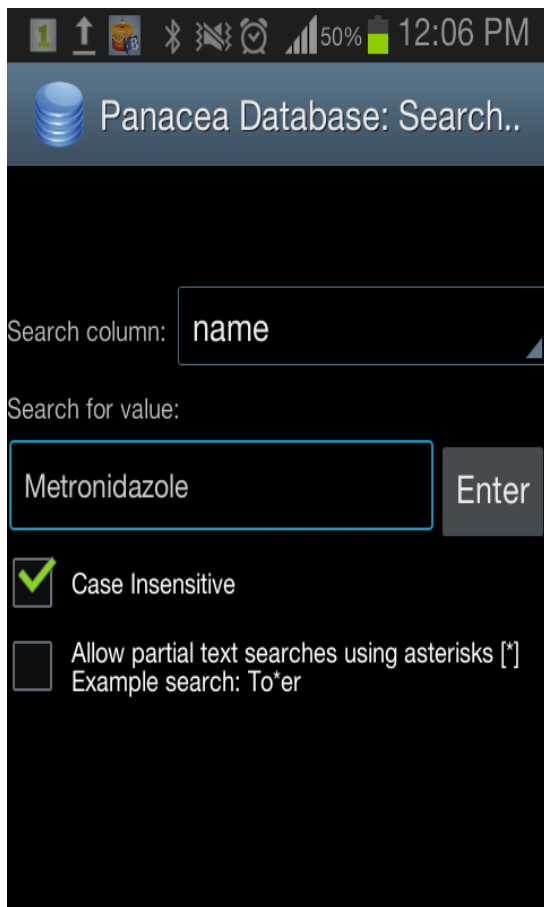 1 50% 12:06 PM
Panacea Database: Search..
Search column: name
Search for value:
Metronidazole Enter
Case Insensitive
Allow partial text searches using asterisks [*]
Example search: To*er